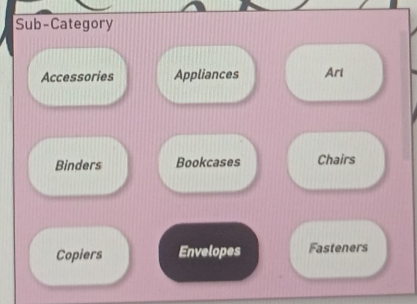 Sub-Category
Accessories Appliances Art
Binders Bookcases Chairs
Copiers Envelopes Fasteners